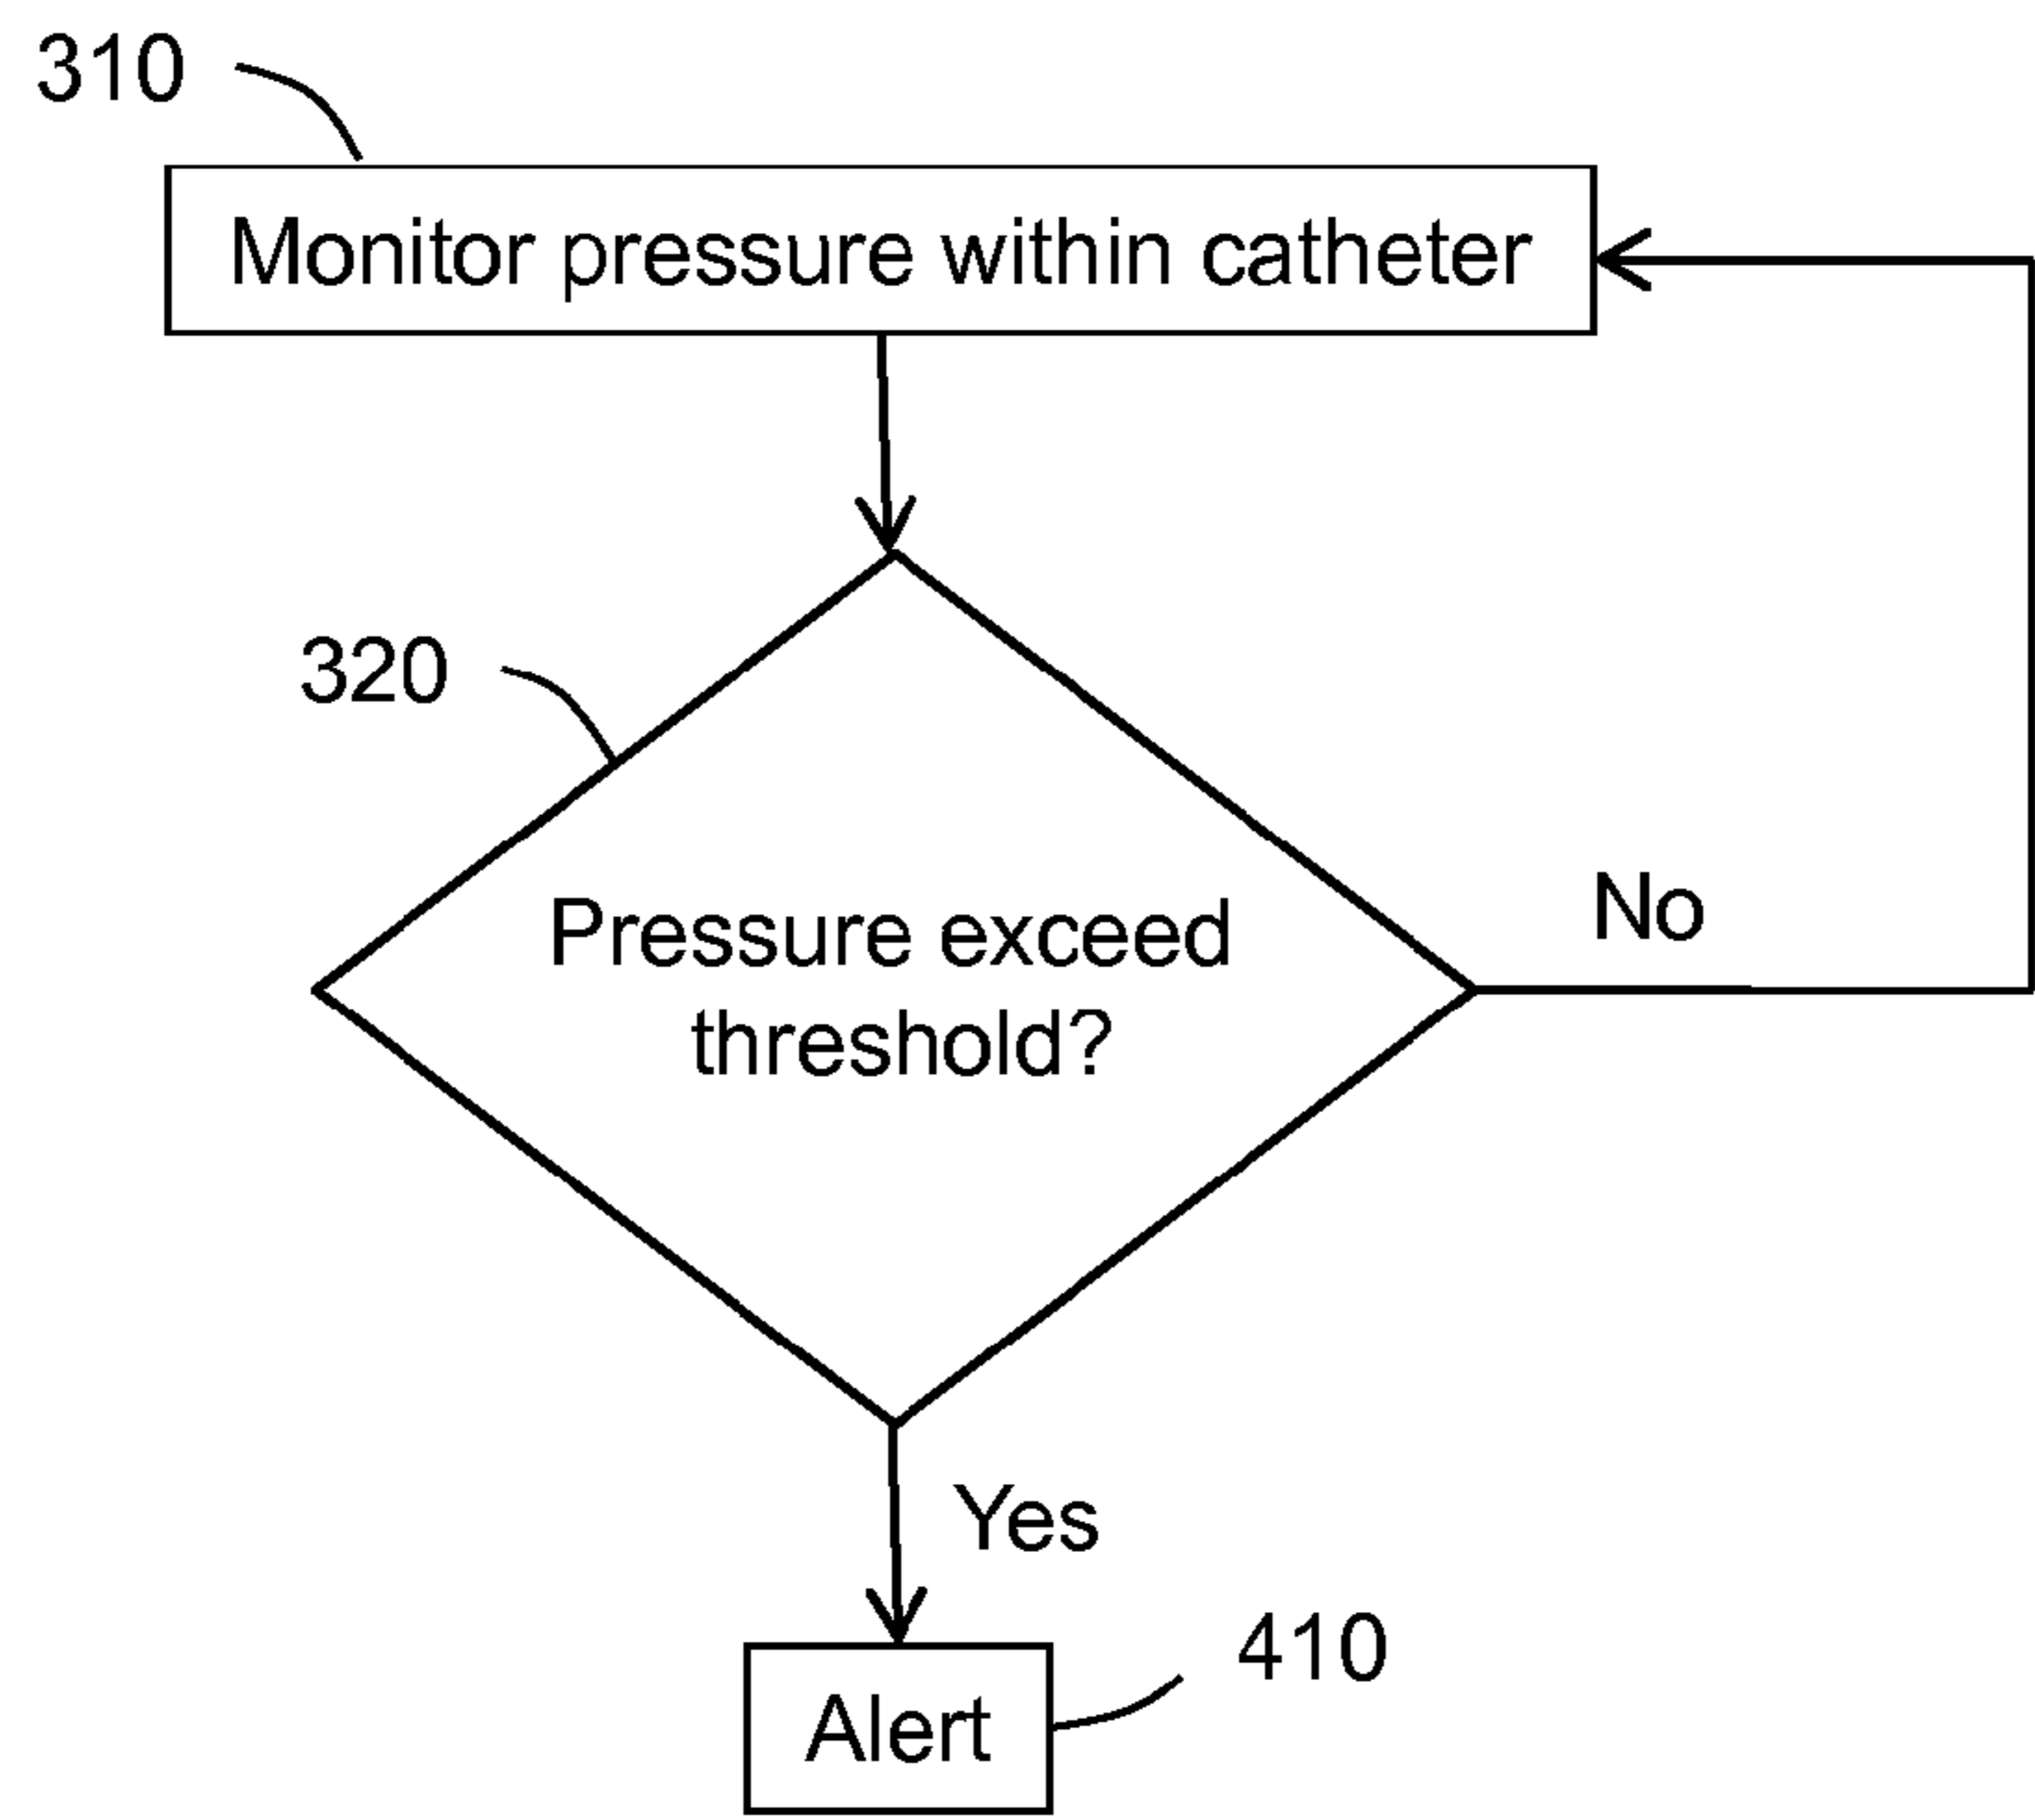 310
Monitor pressure within catheter
320
Pressure exceed
threshold?
No
Yes
410
Alert